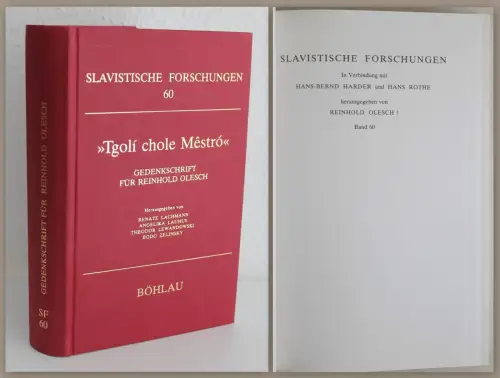 GEDENKSCHRIFT FÜR REINHOLD OLESCH
SF
60
SLAVISTISCHE FORSCHUNGEN
60
»Tgolí chole Mêstró«
GEDENKSCHRIFT
FÜR REINHOLD OLESCH
Herausgegeben von
RENATE LACHMANN
ANGELIKA LAUHUS
THEODOR LEWANDOWSKI
BODO ZELINSKY
BÖHLAU
SLAVISTISCHE FORSCHUNGEN
In Verbindung mit
HANS-BERND HARDER und HANS ROTHE
herausgegeben von
REINHOLD OLESCH †
Band 60